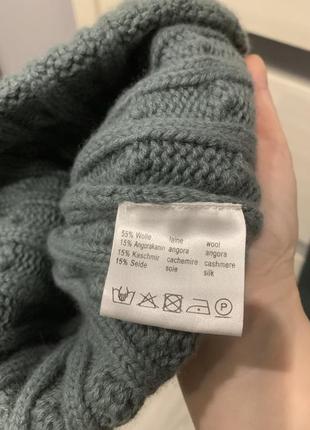 55% Wolle laine wool
15% Angorakanin angora angora
15% Kaschmir cachemire cashmere
15% Seide soie silk
P